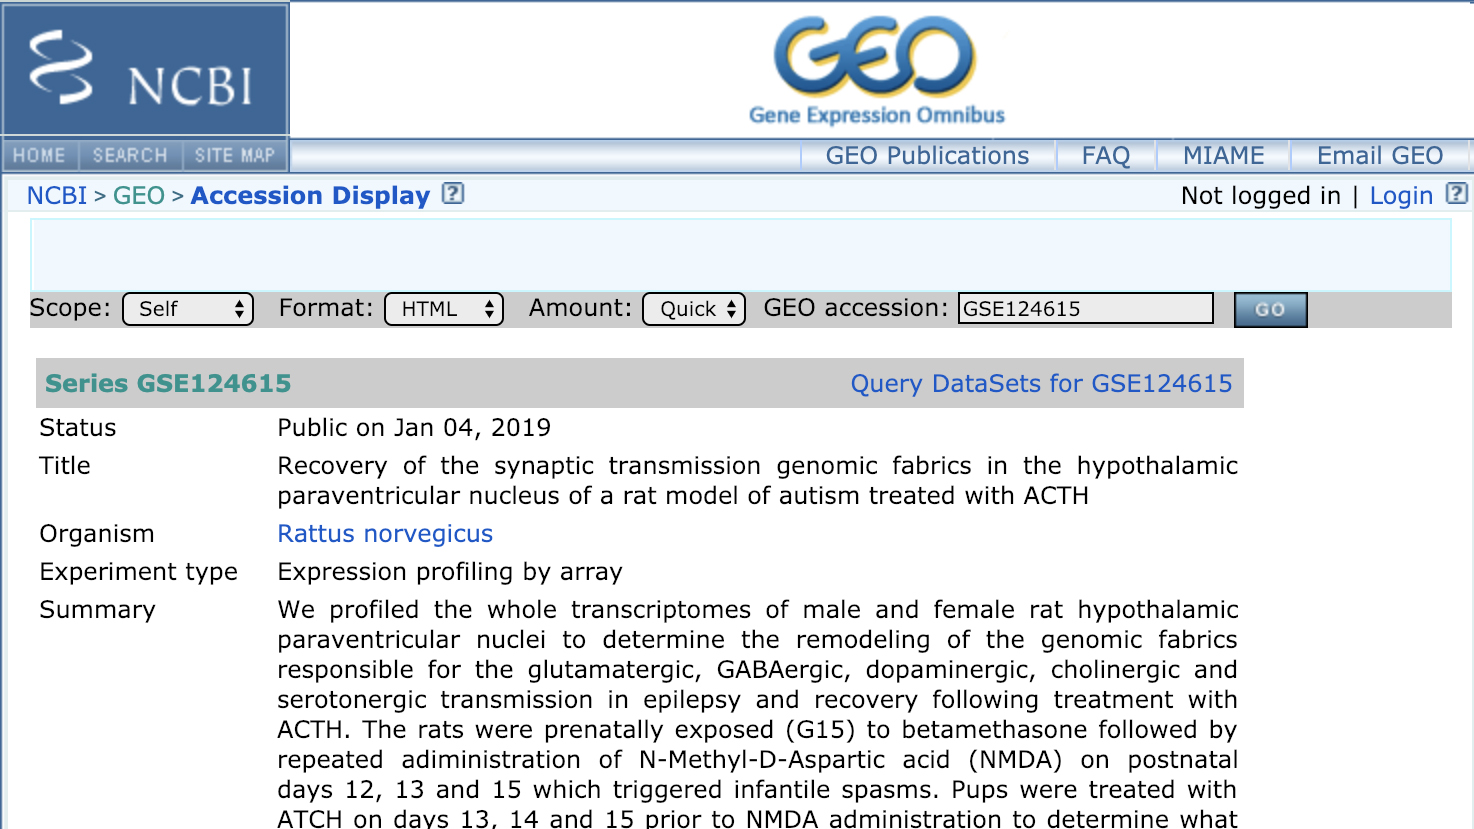 NCBI
GEO
Gene Expression Omnibus
HOME SEARCH SITE MAP GEO Publications FAQ MIAME Email GEO
NCBI > GEO > Accession Display ? Not logged in | Login ?
Scope: Self Format: HTML Amount: Quick GEO accession: GSE124615 GO
Series GSE124615 Query DataSets for GSE124615
Status Public on Jan 04, 2019
Title Recovery of the synaptic transmission genomic fabrics in the hypothalamic
paraventricular nucleus of a rat model of autism treated with ACTH
Organism Rattus norvegicus
Experiment type Expression profiling by array
Summary We profiled the whole transcriptomes of male and female rat hypothalamic
paraventricular nuclei to determine the remodeling of the genomic fabrics
responsible for the glutamatergic, GABAergic, dopaminergic, cholinergic and
serotonergic transmission in epilepsy and recovery following treatment with
ACTH. The rats were prenatally exposed (G15) to betamethasone followed by
repeated adiministration of N-Methyl-D-Aspartic acid (NMDA) on postnatal
days 12, 13 and 15 which triggered infantile spasms. Pups were treated with
ATCH on days 13, 14 and 15 prior to NMDA administration to determine what